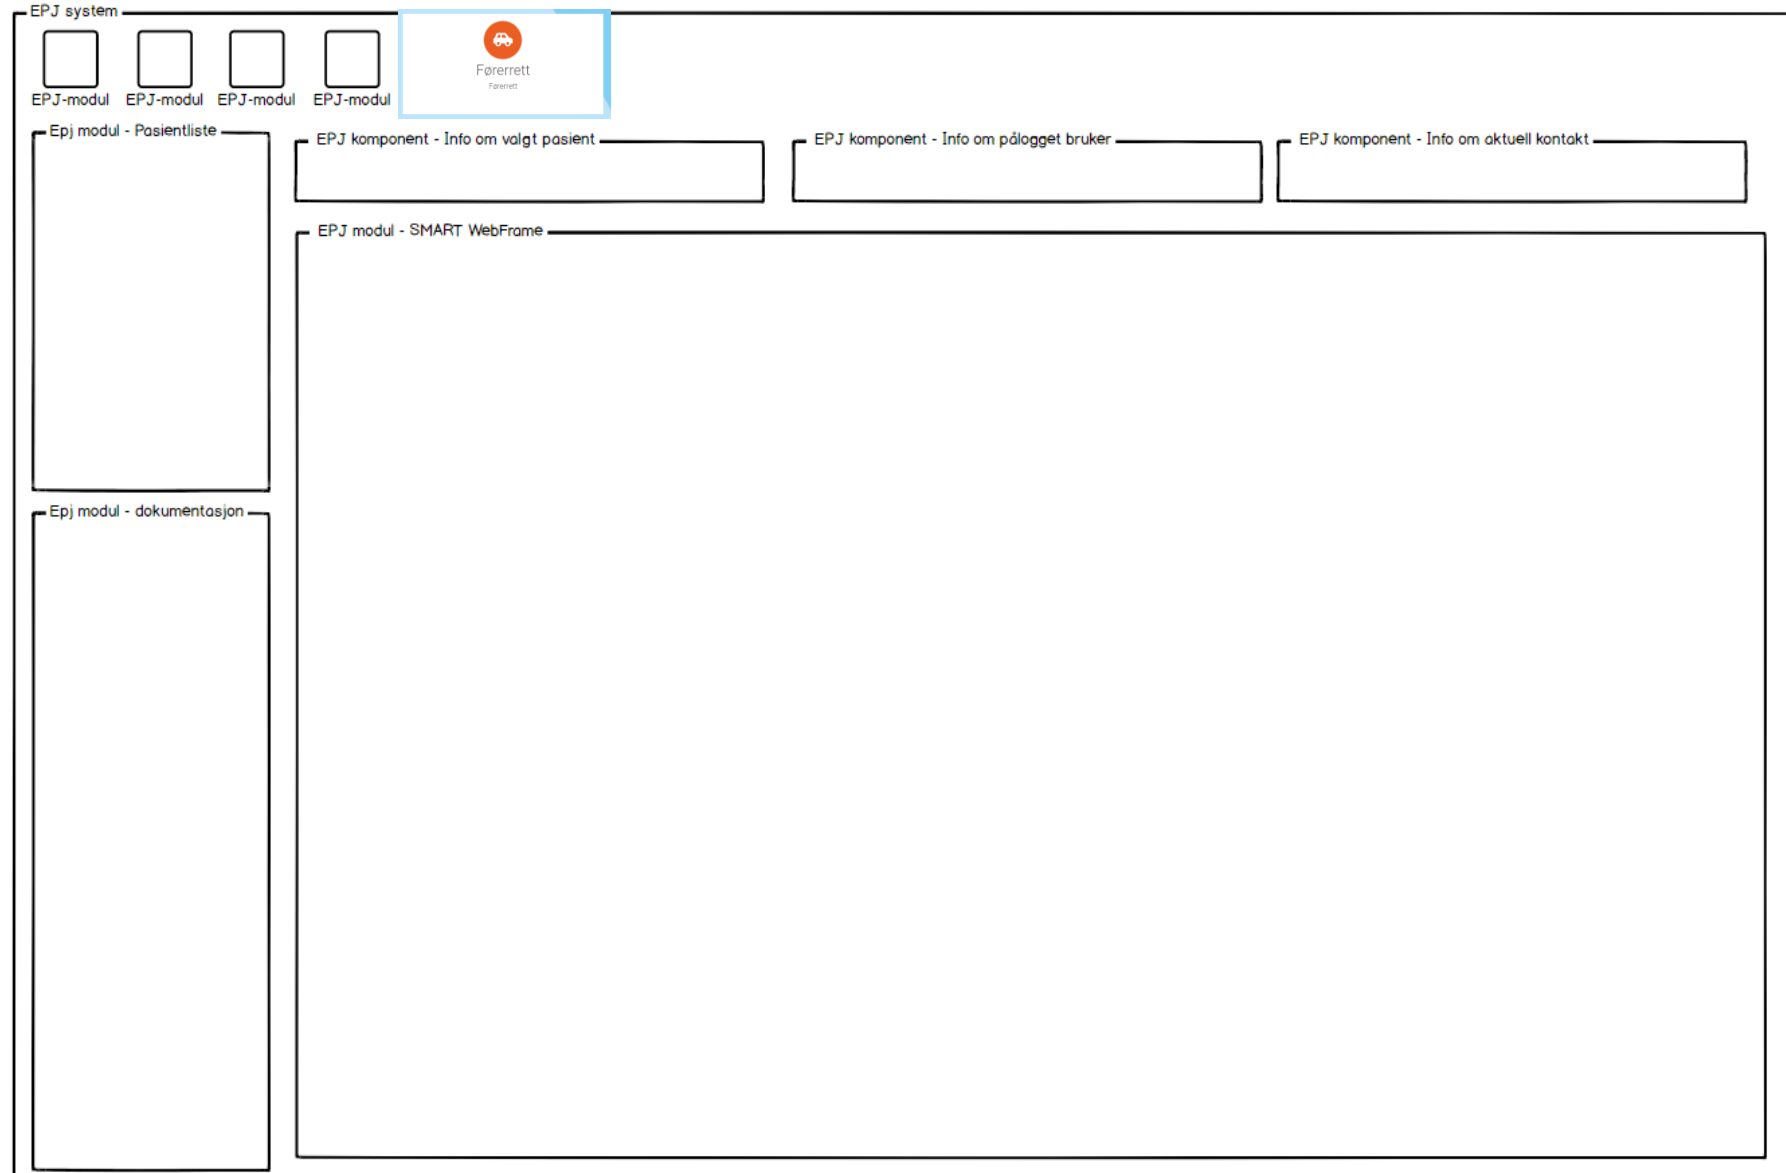 EPJ system
Førerrett
Førerrett
EPJ-modul EPJ-modul EPJ-modul EPJ-modul
Epj modul - Pasientliste
EPJ komponent - Info om valgt pasient
EPJ komponent - Info om pålogget bruker
EPJ komponent - Info om aktuell kontakt
EPJ modul - SMART WebFrame
Epj modul - dokumentasjon